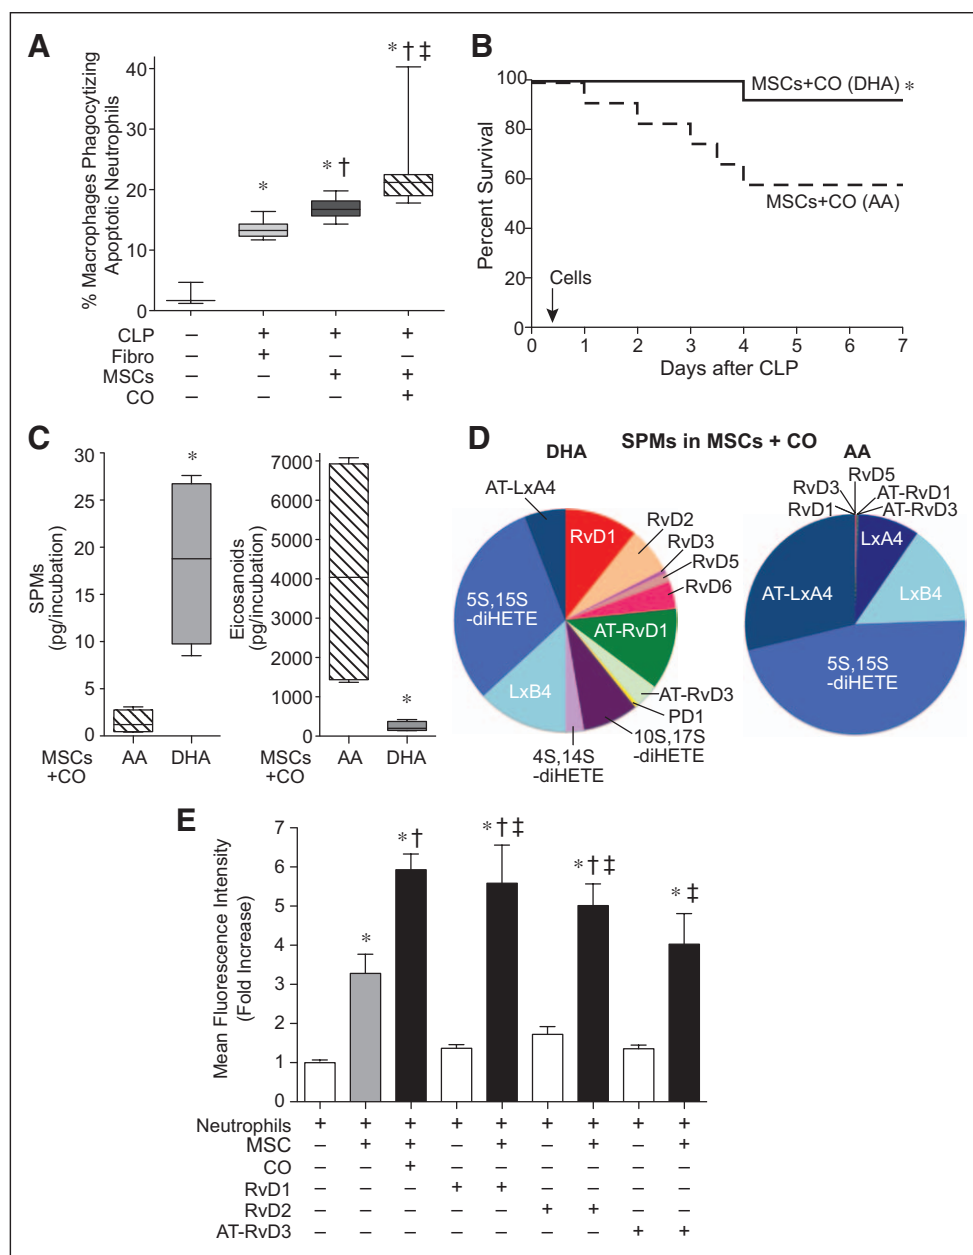 A
% Macrophages Phagocytizing
Apoptotic Neutrophils
40
30
20
10
0
*
* †
* † ‡
CLP − + + +
Fibro − + − −
MSCs − − + +
CO − − − +
B
Percent Survival
100
80
60
40
20
0
MSCs+CO (DHA) *
MSCs+CO (AA)
Cells
0 1 2 3 4 5 6 7
Days after CLP
C
SPMs
(pg/incubation)
30
25
20
15
10
5
0
*
MSCs
+CO
AA DHA
Eicosanoids
(pg/incubation)
7000
6000
5000
4000
3000
2000
1000
0
*
MSCs
+CO
AA DHA
D
SPMs in MSCs + CO
DHA
AT-LxA4
RvD1
RvD2
RvD3
RvD5
RvD6
AT-RvD1
AT-RvD3
PD1
10S,17S
-diHETE
4S,14S
-diHETE
LxB4
5S,15S
-diHETE
AA
RvD5
RvD3
AT-RvD1
RvD1
AT-RvD3
LxA4
LxB4
5S,15S
-diHETE
AT-LxA4
E
Mean Fluorescence Intensity
(Fold Increase)
7
6
5
4
3
2
1
0
*
* †
* † ‡
* † ‡
* ‡
Neutrophils + + + + + + + + +
MSC − + + − + − + − +
CO − − + − − − − − −
RvD1 − − − + + − − − −
RvD2 − − − − − + + − −
AT-RvD3 − − − − − − − + +